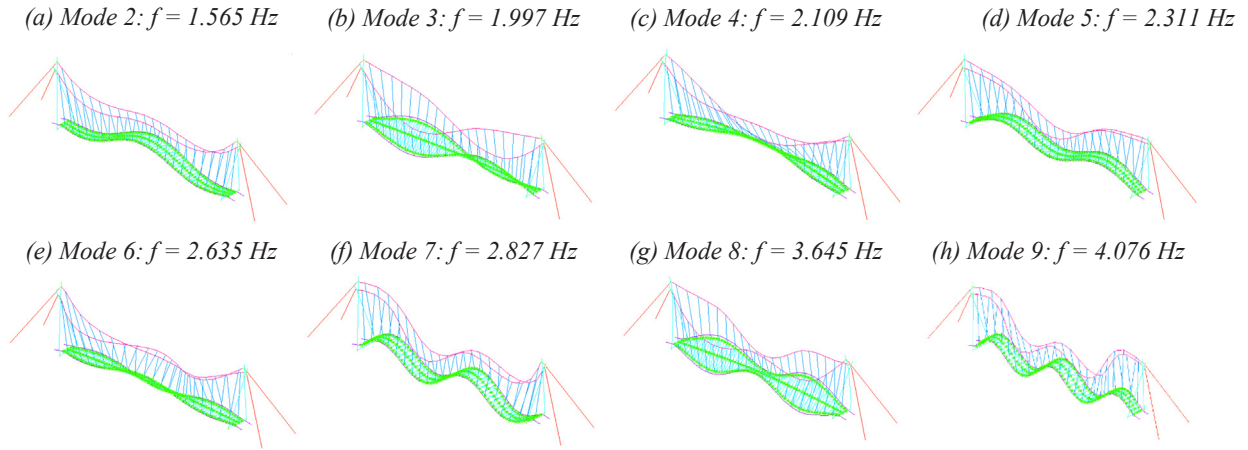 (a) Mode 2: f = 1.565 Hz
(b) Mode 3: f = 1.997 Hz
(c) Mode 4: f = 2.109 Hz
(d) Mode 5: f = 2.311 Hz
(e) Mode 6: f = 2.635 Hz
(f) Mode 7: f = 2.827 Hz
(g) Mode 8: f = 3.645 Hz
(h) Mode 9: f = 4.076 Hz